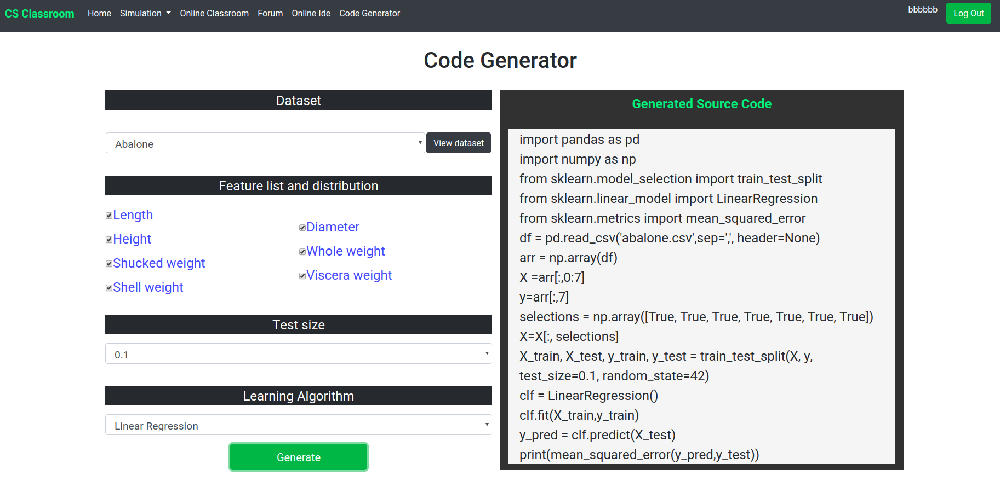 CS Classroom Home Simulation Online Classroom Forum Online Ide Code Generator bbbbbb Log Out
Code Generator
Dataset
Abalone View dataset
Feature list and distribution
Length
Diameter
Height
Whole weight
Shucked weight
Viscera weight
Shell weight
Test size
0.1
Learning Algorithm
Linear Regression
Generate
Generated Source Code
import pandas as pd
import numpy as np
from sklearn.model_selection import train_test_split
from sklearn.linear_model import LinearRegression
from sklearn.metrics import mean_squared_error
df = pd.read_csv('abalone.csv',sep=',', header=None)
arr = np.array(df)
X =arr[:,0:7]
y=arr[:,7]
selections = np.array([True, True, True, True, True, True, True])
X=X[:, selections]
X_train, X_test, y_train, y_test = train_test_split(X, y,
test_size=0.1, random_state=42)
clf = LinearRegression()
clf.fit(X_train,y_train)
y_pred = clf.predict(X_test)
print(mean_squared_error(y_pred,y_test))